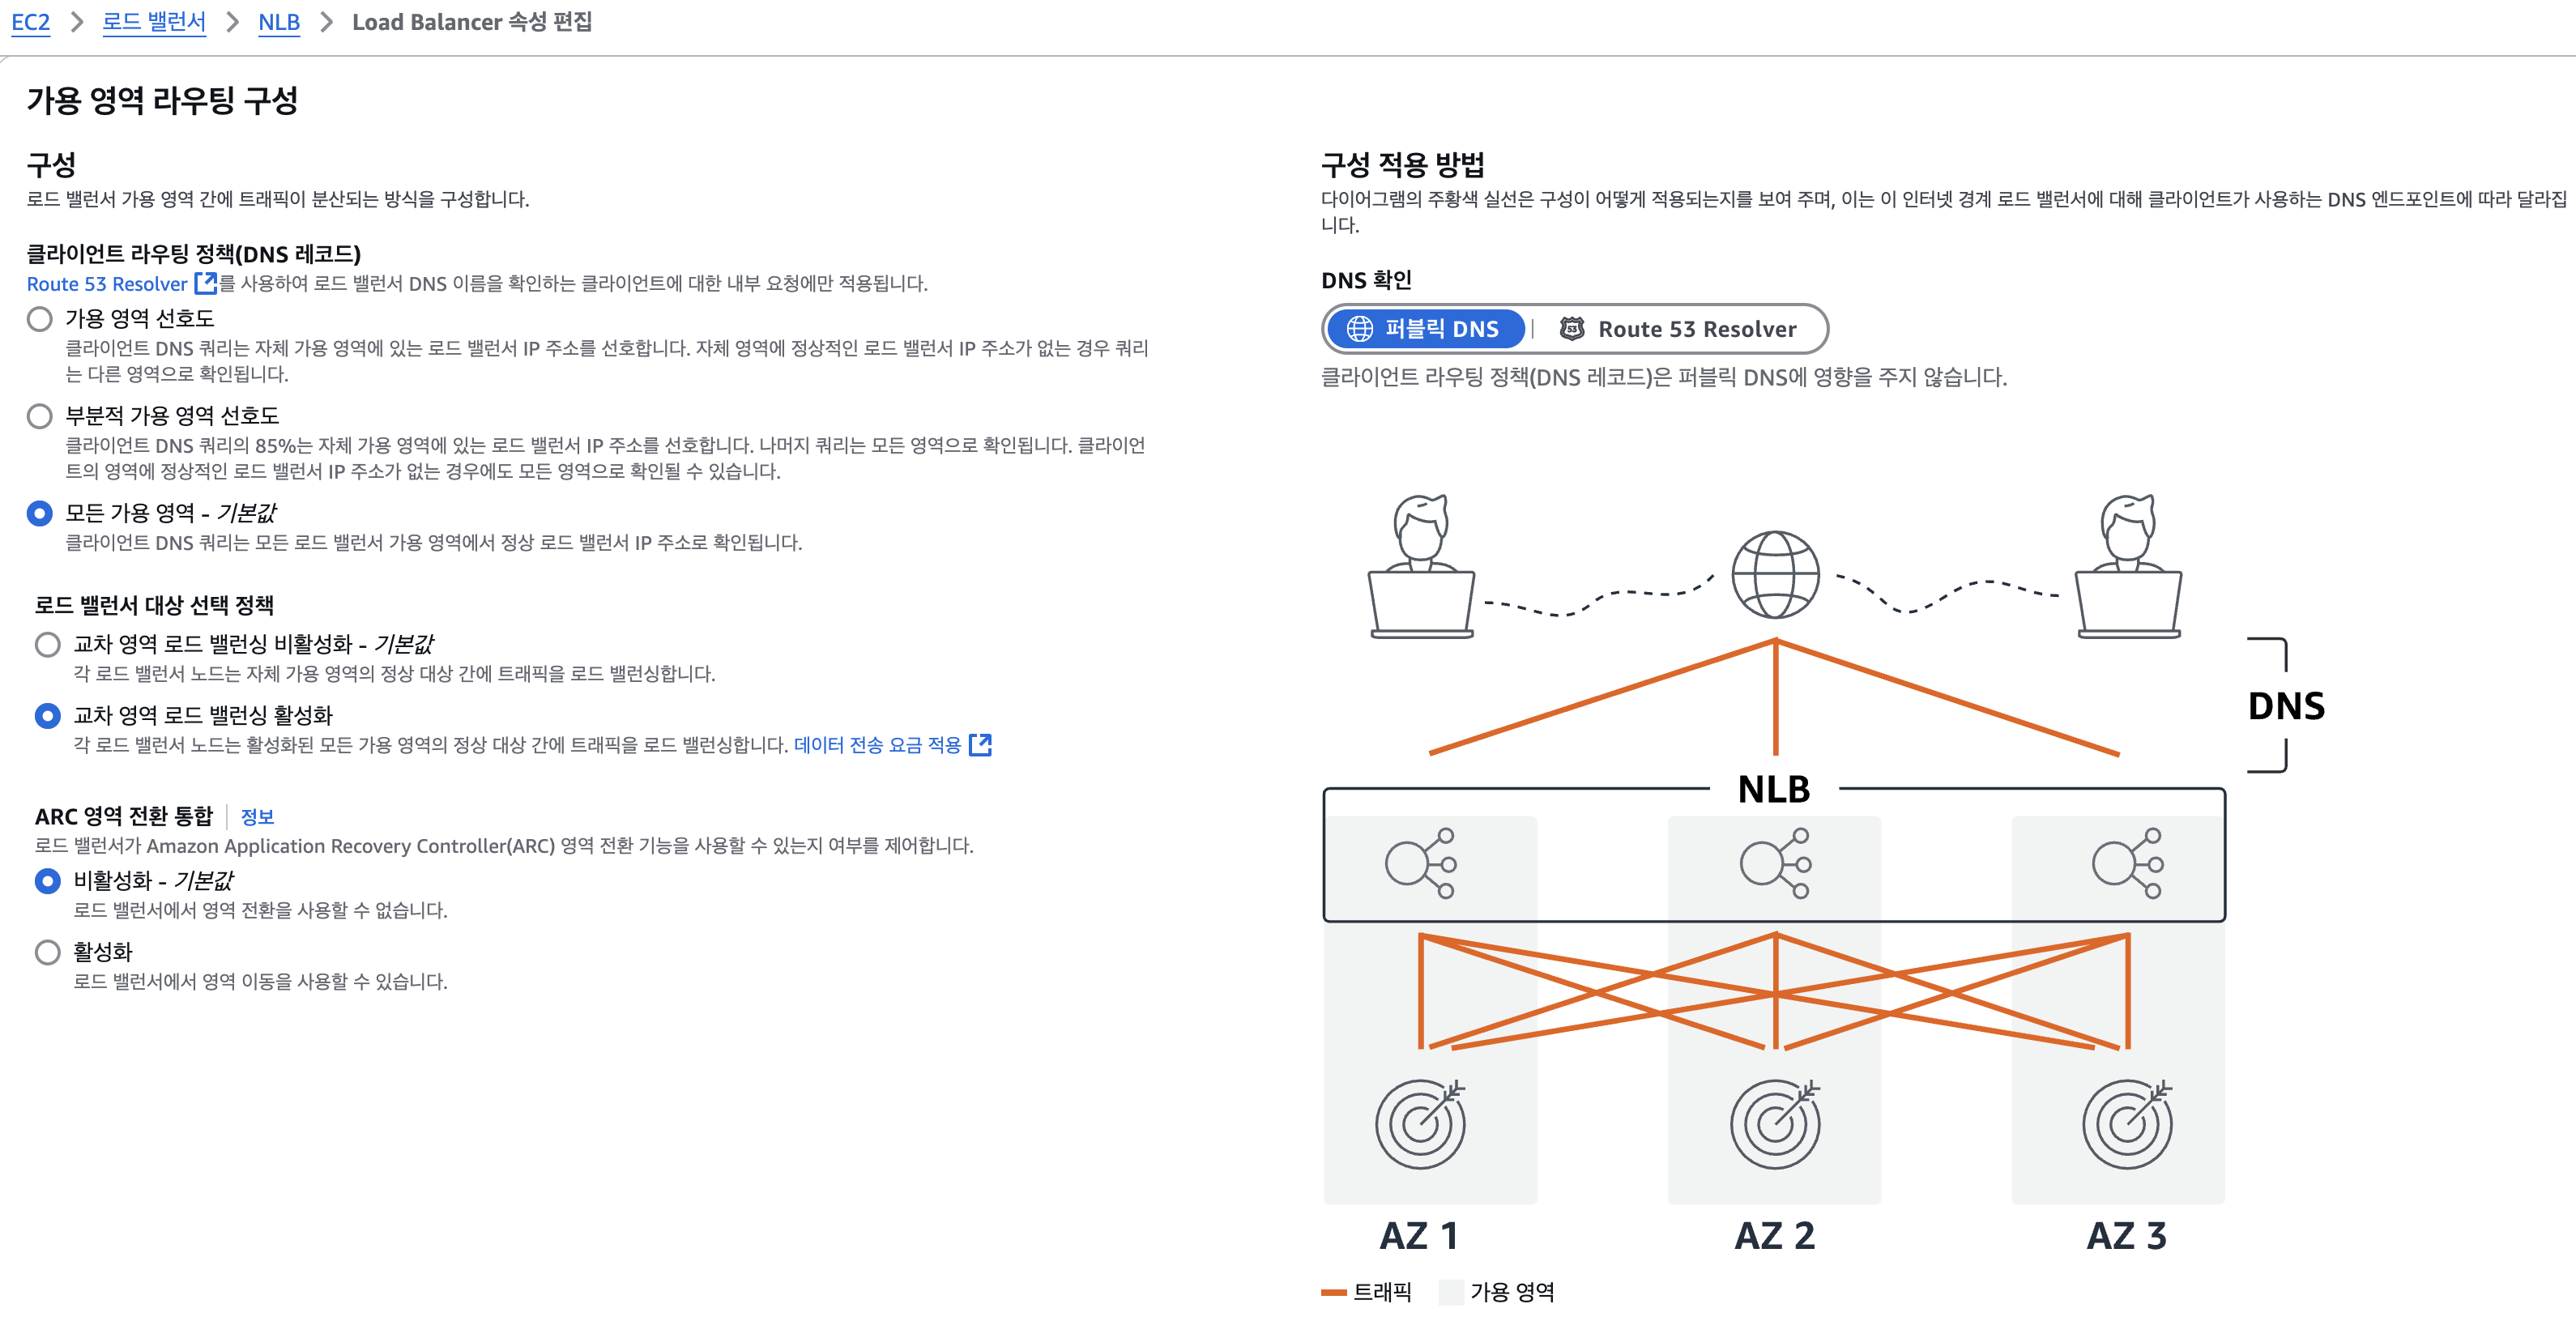 EC2 > 로드 밸런서 > NLB > Load Balancer 속성 편집
가용 영역 라우팅 구성
구성
로드 밸런서 가용 영역 간에 트래픽이 분산되는 방식을 구성합니다.
클라이언트 라우팅 정책(DNS 레코드)
Route 53 Resolver 를 사용하여 로드 밸런서 DNS 이름을 확인하는 클라이언트에 대한 내부 요청에만 적용됩니다.
가용 영역 선호도
클라이언트 DNS 쿼리는 자체 가용 영역에 있는 로드 밸런서 IP 주소를 선호합니다. 자체 영역에 정상적인 로드 밸런서 IP 주소가 없는 경우 쿼리
는 다른 영역으로 확인됩니다.
부분적 가용 영역 선호도
클라이언트 DNS 쿼리의 85%는 자체 가용 영역에 있는 로드 밸런서 IP 주소를 선호합니다. 나머지 쿼리는 모든 영역으로 확인됩니다. 클라이언
트의 영역에 정상적인 로드 밸런서 IP 주소가 없는 경우에도 모든 영역으로 확인될 수 있습니다.
모든 가용 영역 - 기본값
클라이언트 DNS 쿼리는 모든 로드 밸런서 가용 영역에서 정상 로드 밸런서 IP 주소로 확인됩니다.
로드 밸런서 대상 선택 정책
교차 영역 로드 밸런싱 비활성화 - 기본값
각 로드 밸런서 노드는 자체 가용 영역의 정상 대상 간에 트래픽을 로드 밸런싱합니다.
교차 영역 로드 밸런싱 활성화
각 로드 밸런서 노드는 활성화된 모든 가용 영역의 정상 대상 간에 트래픽을 로드 밸런싱합니다. 데이터 전송 요금 적용
ARC 영역 전환 통합 | 정보
로드 밸런서가 Amazon Application Recovery Controller(ARC) 영역 전환 기능을 사용할 수 있는지 여부를 제어합니다.
비활성화 - 기본값
로드 밸런서에서 영역 전환을 사용할 수 없습니다.
활성화
로드 밸런서에서 영역 이동을 사용할 수 있습니다.
구성 적용 방법
다이어그램의 주황색 실선은 구성이 어떻게 적용되는지를 보여 주며, 이는 이 인터넷 경계 로드 밸런서에 대해 클라이언트가 사용하는 DNS 엔드포인트에 따라 달라집
니다.
DNS 확인
퍼블릭 DNS | 53 Route 53 Resolver
클라이언트 라우팅 정책(DNS 레코드)은 퍼블릭 DNS에 영향을 주지 않습니다.
DNS
NLB
AZ 1
AZ 2
AZ 3
트래픽
가용 영역